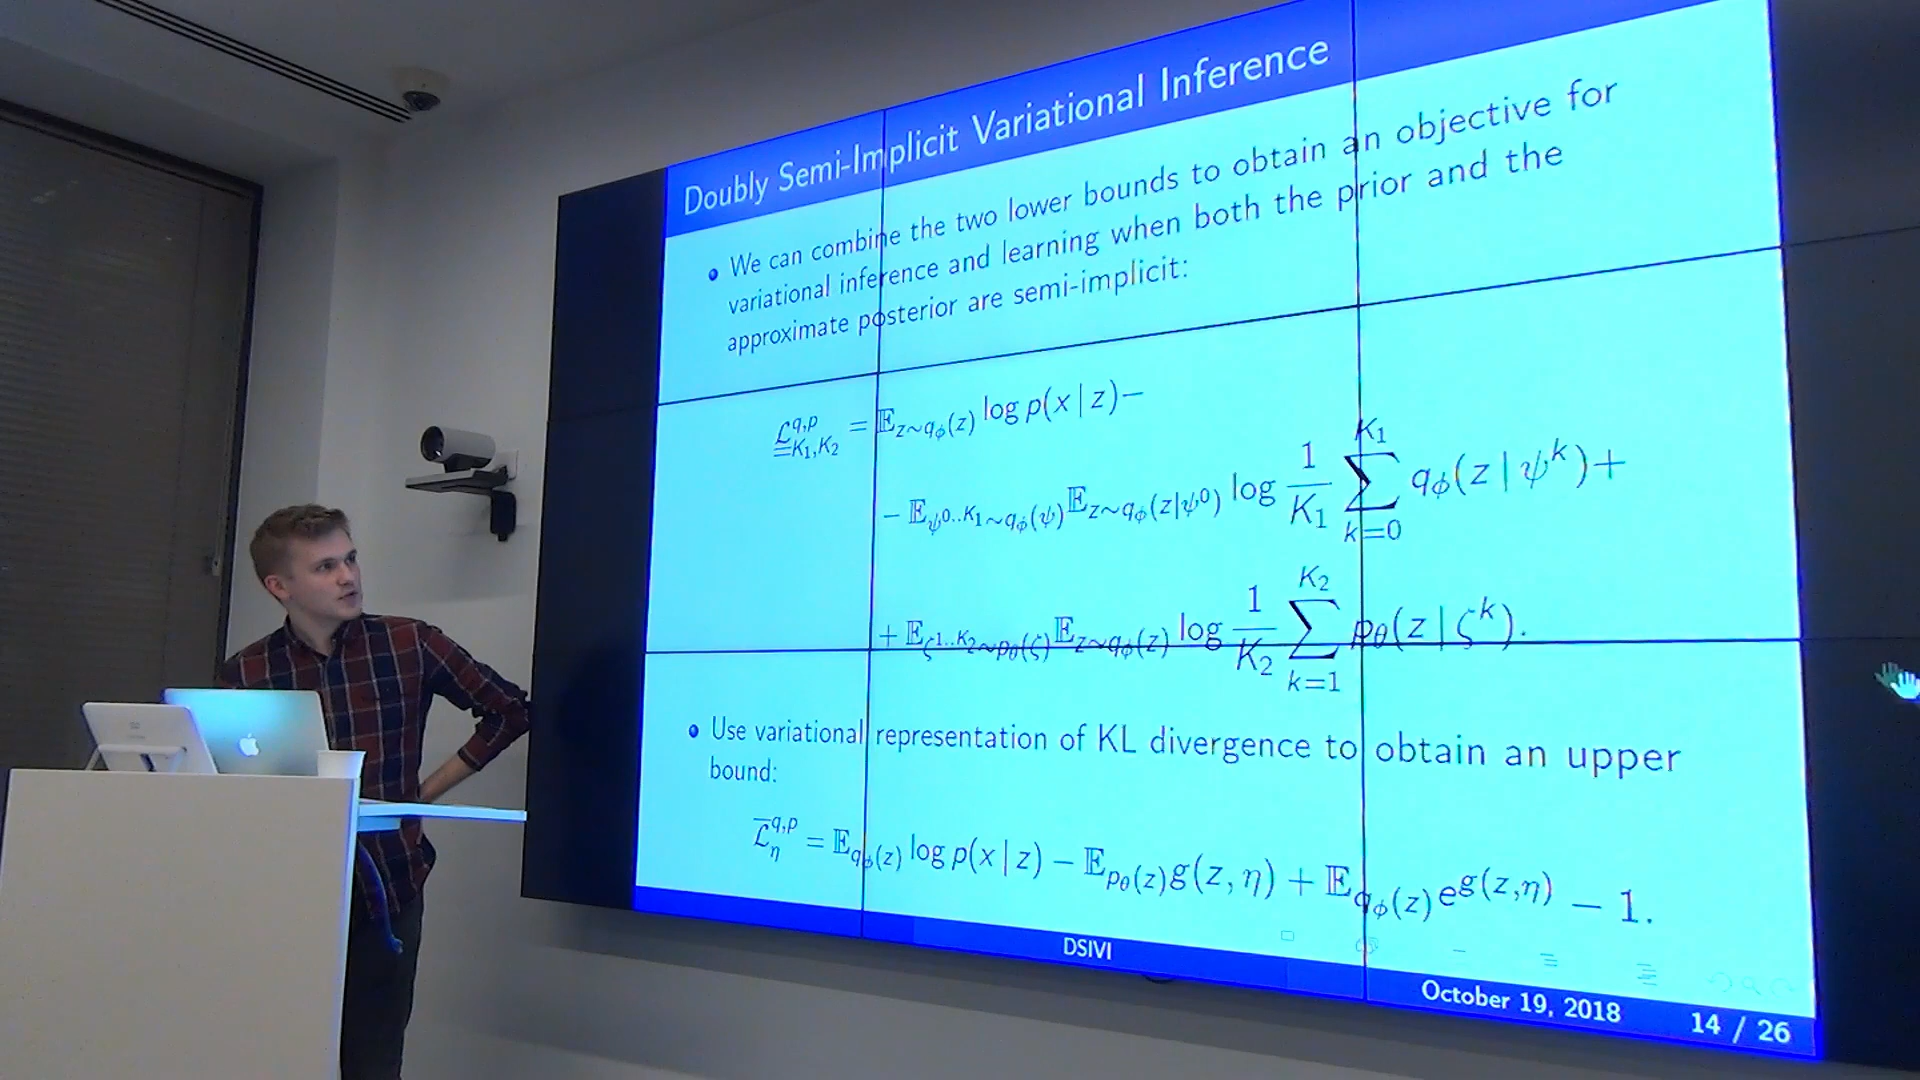 Doubly Semi-Implicit Variational Inference
• We can combine the two lower bounds to obtain an objective for
variational inference and learning when both the prior and the
approximate posterior are semi-implicit:
$\underline{\mathcal{L}}^{q,p}_{K_1,K_2} = \mathbb{E}_{z\sim q_\phi(z)} \log p(x\,|\,z) -$
$- \mathbb{E}_{\psi^{0..K_1}\sim q_\phi(\psi)} \mathbb{E}_{z\sim q_\phi(z|\psi^0)} \log \frac{1}{K_1} \sum_{k=0}^{K_1} q_\phi(z\,|\,\psi^k) +$
$+ \mathbb{E}_{\zeta^{1..K_2}\sim p_\theta(\zeta)} \mathbb{E}_{z\sim q_\phi(z)} \log \frac{1}{K_2} \sum_{k=1}^{K_2} p_\theta(z\,|\,\zeta^k).$
• Use variational representation of KL divergence to obtain an upper
bound:
$\overline{\mathcal{L}}^{q,p}_{\eta} = \mathbb{E}_{q_\phi(z)} \log p(x\,|\,z) - \mathbb{E}_{p_\theta(z)} g(z,\eta) + \mathbb{E}_{q_\phi(z)} e^{g(z,\eta)} - 1.$
DSIVI
October 19, 2018
14 / 26